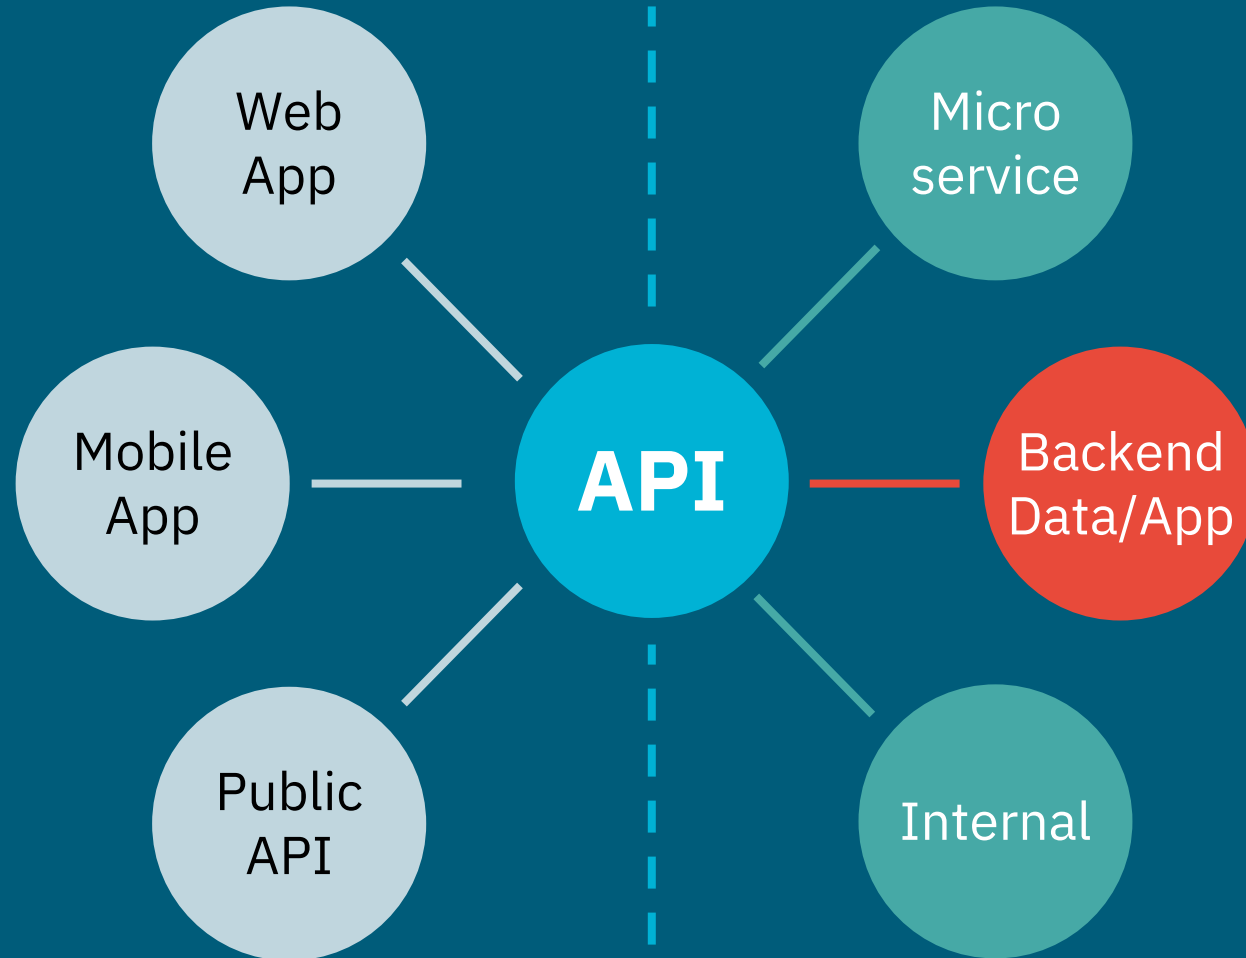 Web
App
Micro
service
Mobile
App
API
Backend
Data/App
Public
API
Internal